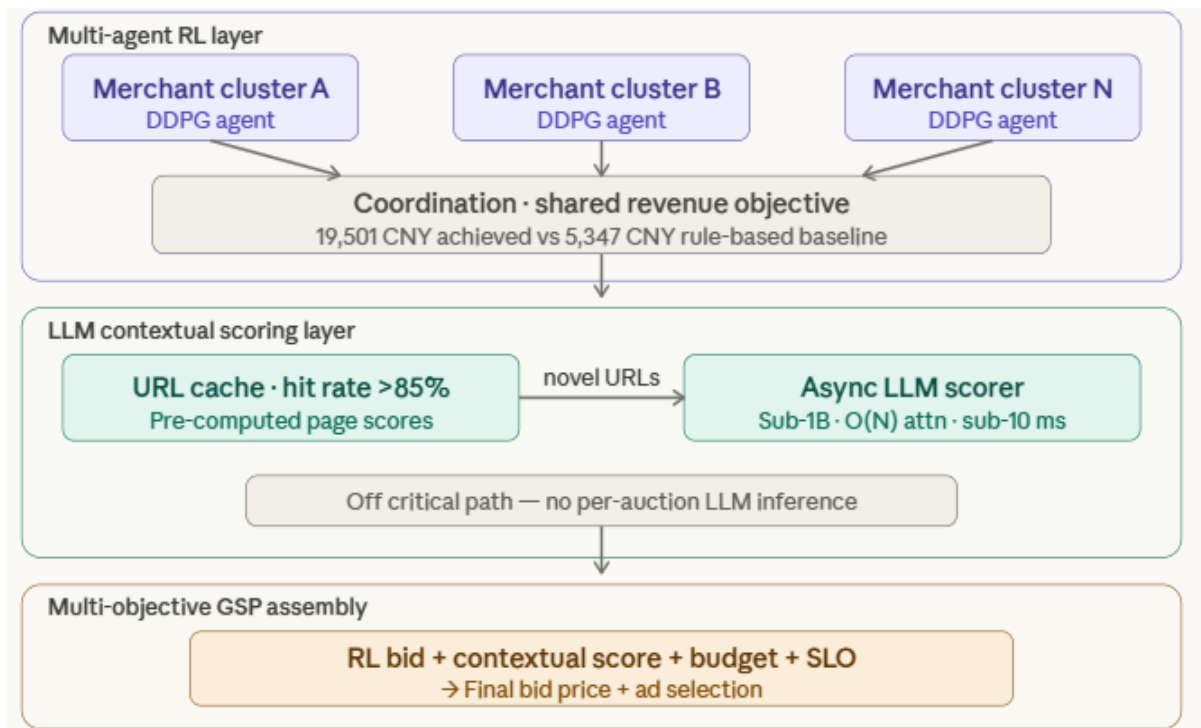 Multi-agent RL layer
Merchant cluster A
DDPG agent
Merchant cluster B
DDPG agent
Merchant cluster N
DDPG agent
Coordination · shared revenue objective
19,501 CNY achieved vs 5,347 CNY rule-based baseline
LLM contextual scoring layer
URL cache · hit rate >85%
Pre-computed page scores
novel URLs
Async LLM scorer
Sub-1B · O(N) attn · sub-10 ms
Off critical path — no per-auction LLM inference
Multi-objective GSP assembly
RL bid + contextual score + budget + SLO
→ Final bid price + ad selection